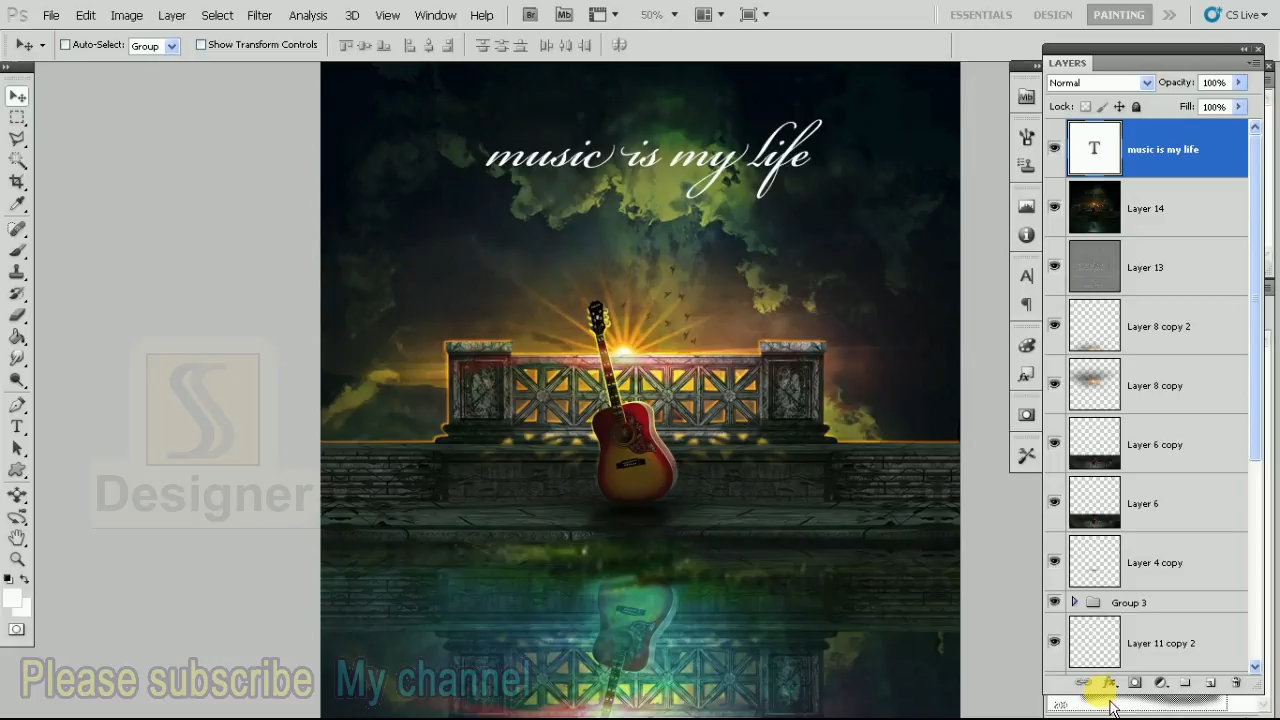 Ps File Edit Image Layer Select Filter Analysis 3D View Window Help Br Mb 50% ESSENTIALS DESIGN PAINTING CS Live
Auto-Select: Group Show Transform Controls
LAYERS
Normal Opacity: 100%
Lock: Fill: 100%
T music is my life
Layer 14
Layer 13
Layer 8 copy 2
Layer 8 copy
Layer 6 copy
Layer 6
Layer 4 copy
Group 3
Layer 11 copy 2
Mb
music is my life
Designer
Please subscribe My channel